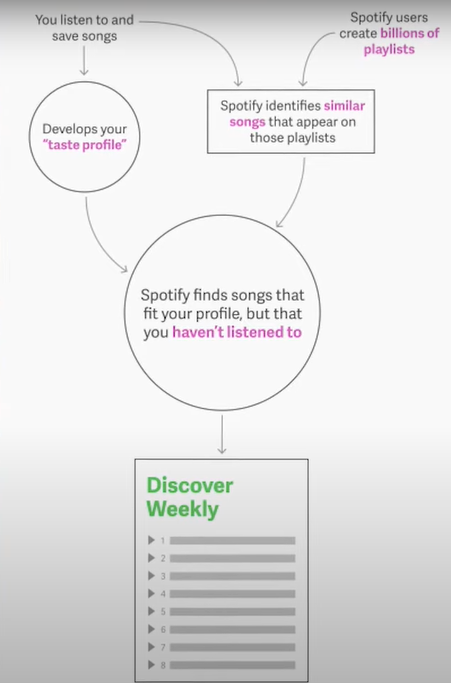 You listen to and
save songs
Spotify users
create billions of
playlists
Develops your
"taste profile"
Spotify identifies similar
songs that appear on
those playlists
Spotify finds songs that
fit your profile, but that
you haven't listened to
Discover
Weekly
1
2
3
4
5
6
7
8